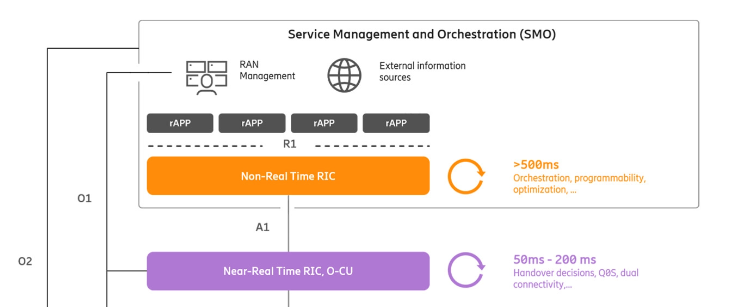 Service Management and Orchestration (SMO)
RAN
Management
External information
sources
rAPP rAPP rAPP rAPP
R1
Non-Real Time RIC
>500ms
Orchestration, programmability,
optimization, ...
O1
A1
O2
Near-Real Time RIC, O-CU
50ms - 200 ms
Handover decisions, Q0S, dual
connectivity,...